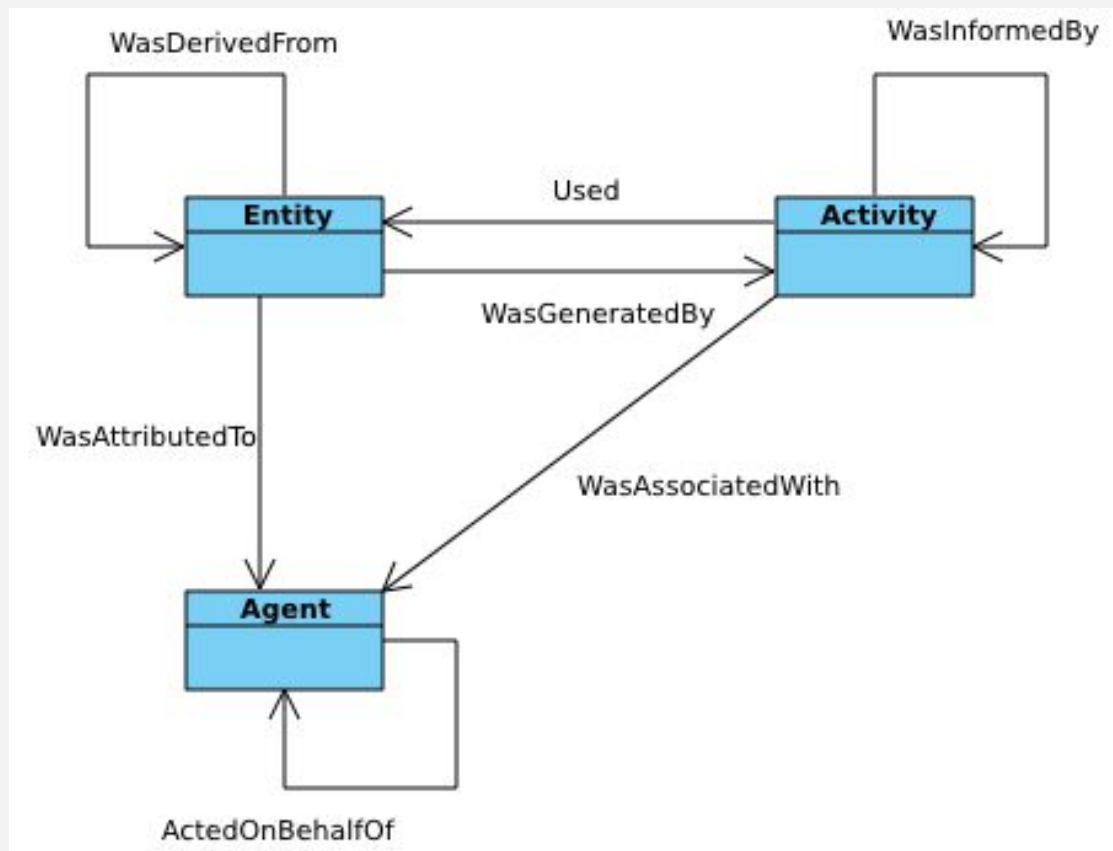 WasInformedBy
WasDerivedFrom
Used
Entity
Activity
WasGeneratedBy
WasAttributedTo
WasAssociatedWith
Agent
ActedOnBehalfOf